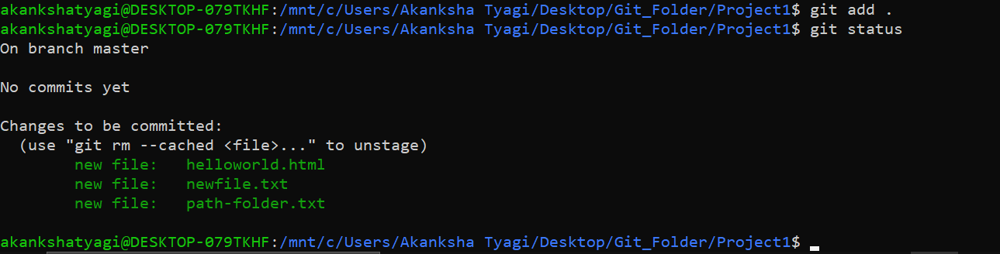 akankshatyagi@DESKTOP-079TKHF:/mnt/c/Users/Akanksha Tyagi/Desktop/Git_Folder/Project1$ git add .
akankshatyagi@DESKTOP-079TKHF:/mnt/c/Users/Akanksha Tyagi/Desktop/Git_Folder/Project1$ git status
On branch master

No commits yet

Changes to be committed:
  (use "git rm --cached <file>..." to unstage)
        new file:   helloworld.html
        new file:   newfile.txt
        new file:   path-folder.txt

akankshatyagi@DESKTOP-079TKHF:/mnt/c/Users/Akanksha Tyagi/Desktop/Git_Folder/Project1$